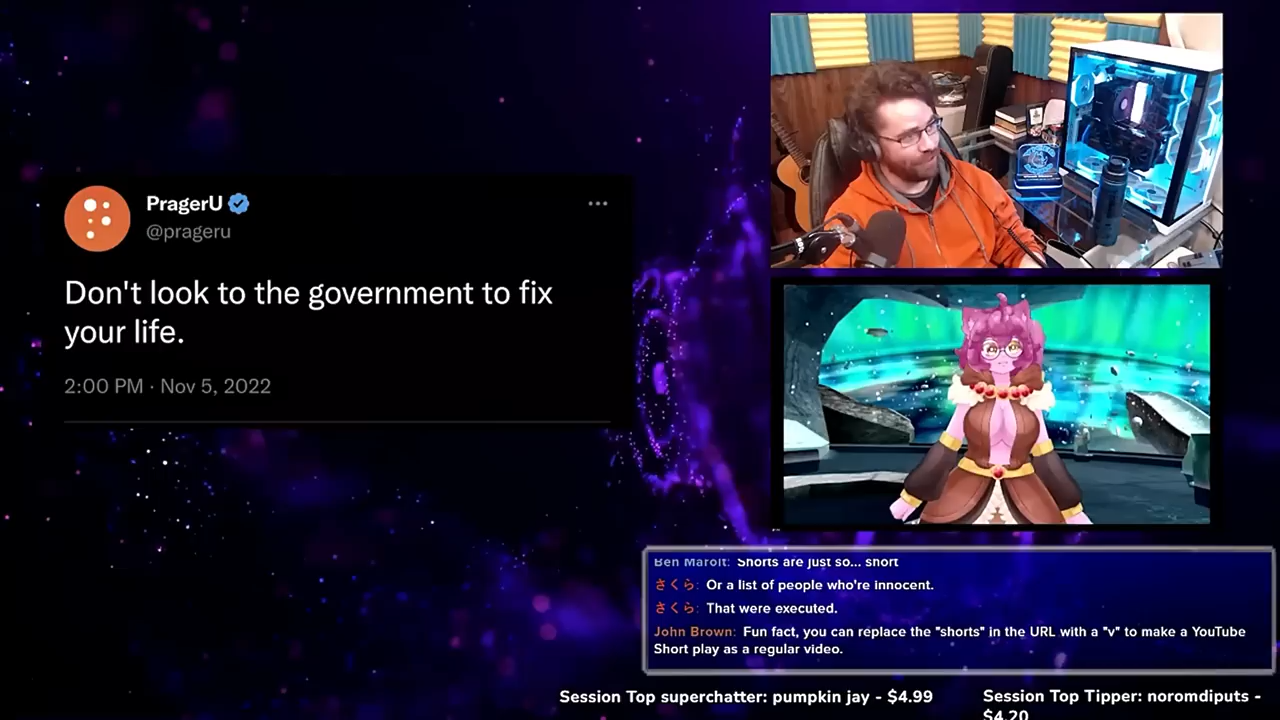 PragerU
@prageru
Don't look to the government to fix
your life.
2:00 PM · Nov 5, 2022
Ben Marolt: Shorts are just so... short
さくら: Or a list of people who're innocent.
さくら: That were executed.
John Brown: Fun fact, you can replace the "shorts" in the URL with a "v" to make a YouTube
Short play as a regular video.
Session Top superchatter: pumpkin jay - $4.99
Session Top Tipper: noromdiputs -
$4.20